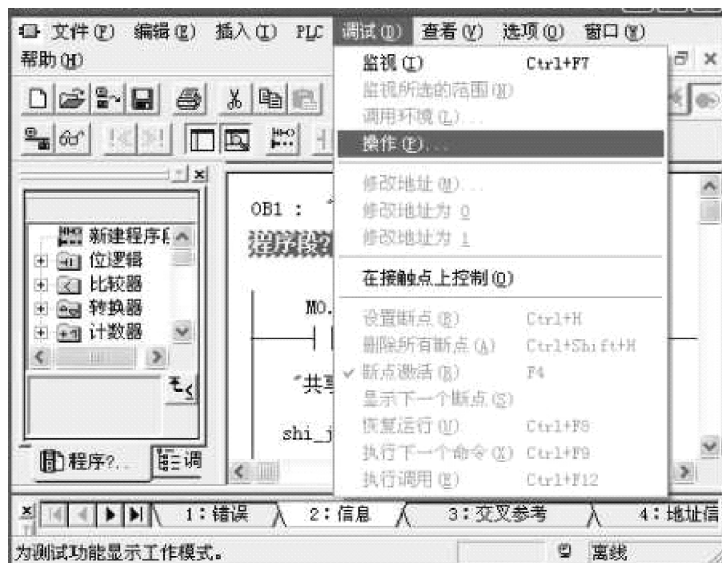 文件(F) 编辑(E) 插入(I) PLC 调试(D) 查看(V) 选项(O) 窗口(W)
帮助(H)
监视(I) Ctrl+F7
监视所选的范围(N)
调用环境(L)...
操作(P)...
修改地址(M)...
修改地址为 0
修改地址为 1
在接触点上控制(O)
设置断点(B) Ctrl+H
删除所有断点(A) Ctrl+Shift+H
断点激活(R) F4
显示下一个断点(S)
恢复运行(U) Ctrl+F8
执行下一个命令(X) Ctrl+F9
执行调用(E) Ctrl+F12
新建程序段
位逻辑
比较器
转换器
计数器
程序?..
调
OB1 :
程序段?
M0.
"共享
shi_j
1:错误 2:信息 3:交叉参考 4:地址信
为测试功能显示工作模式。
离线